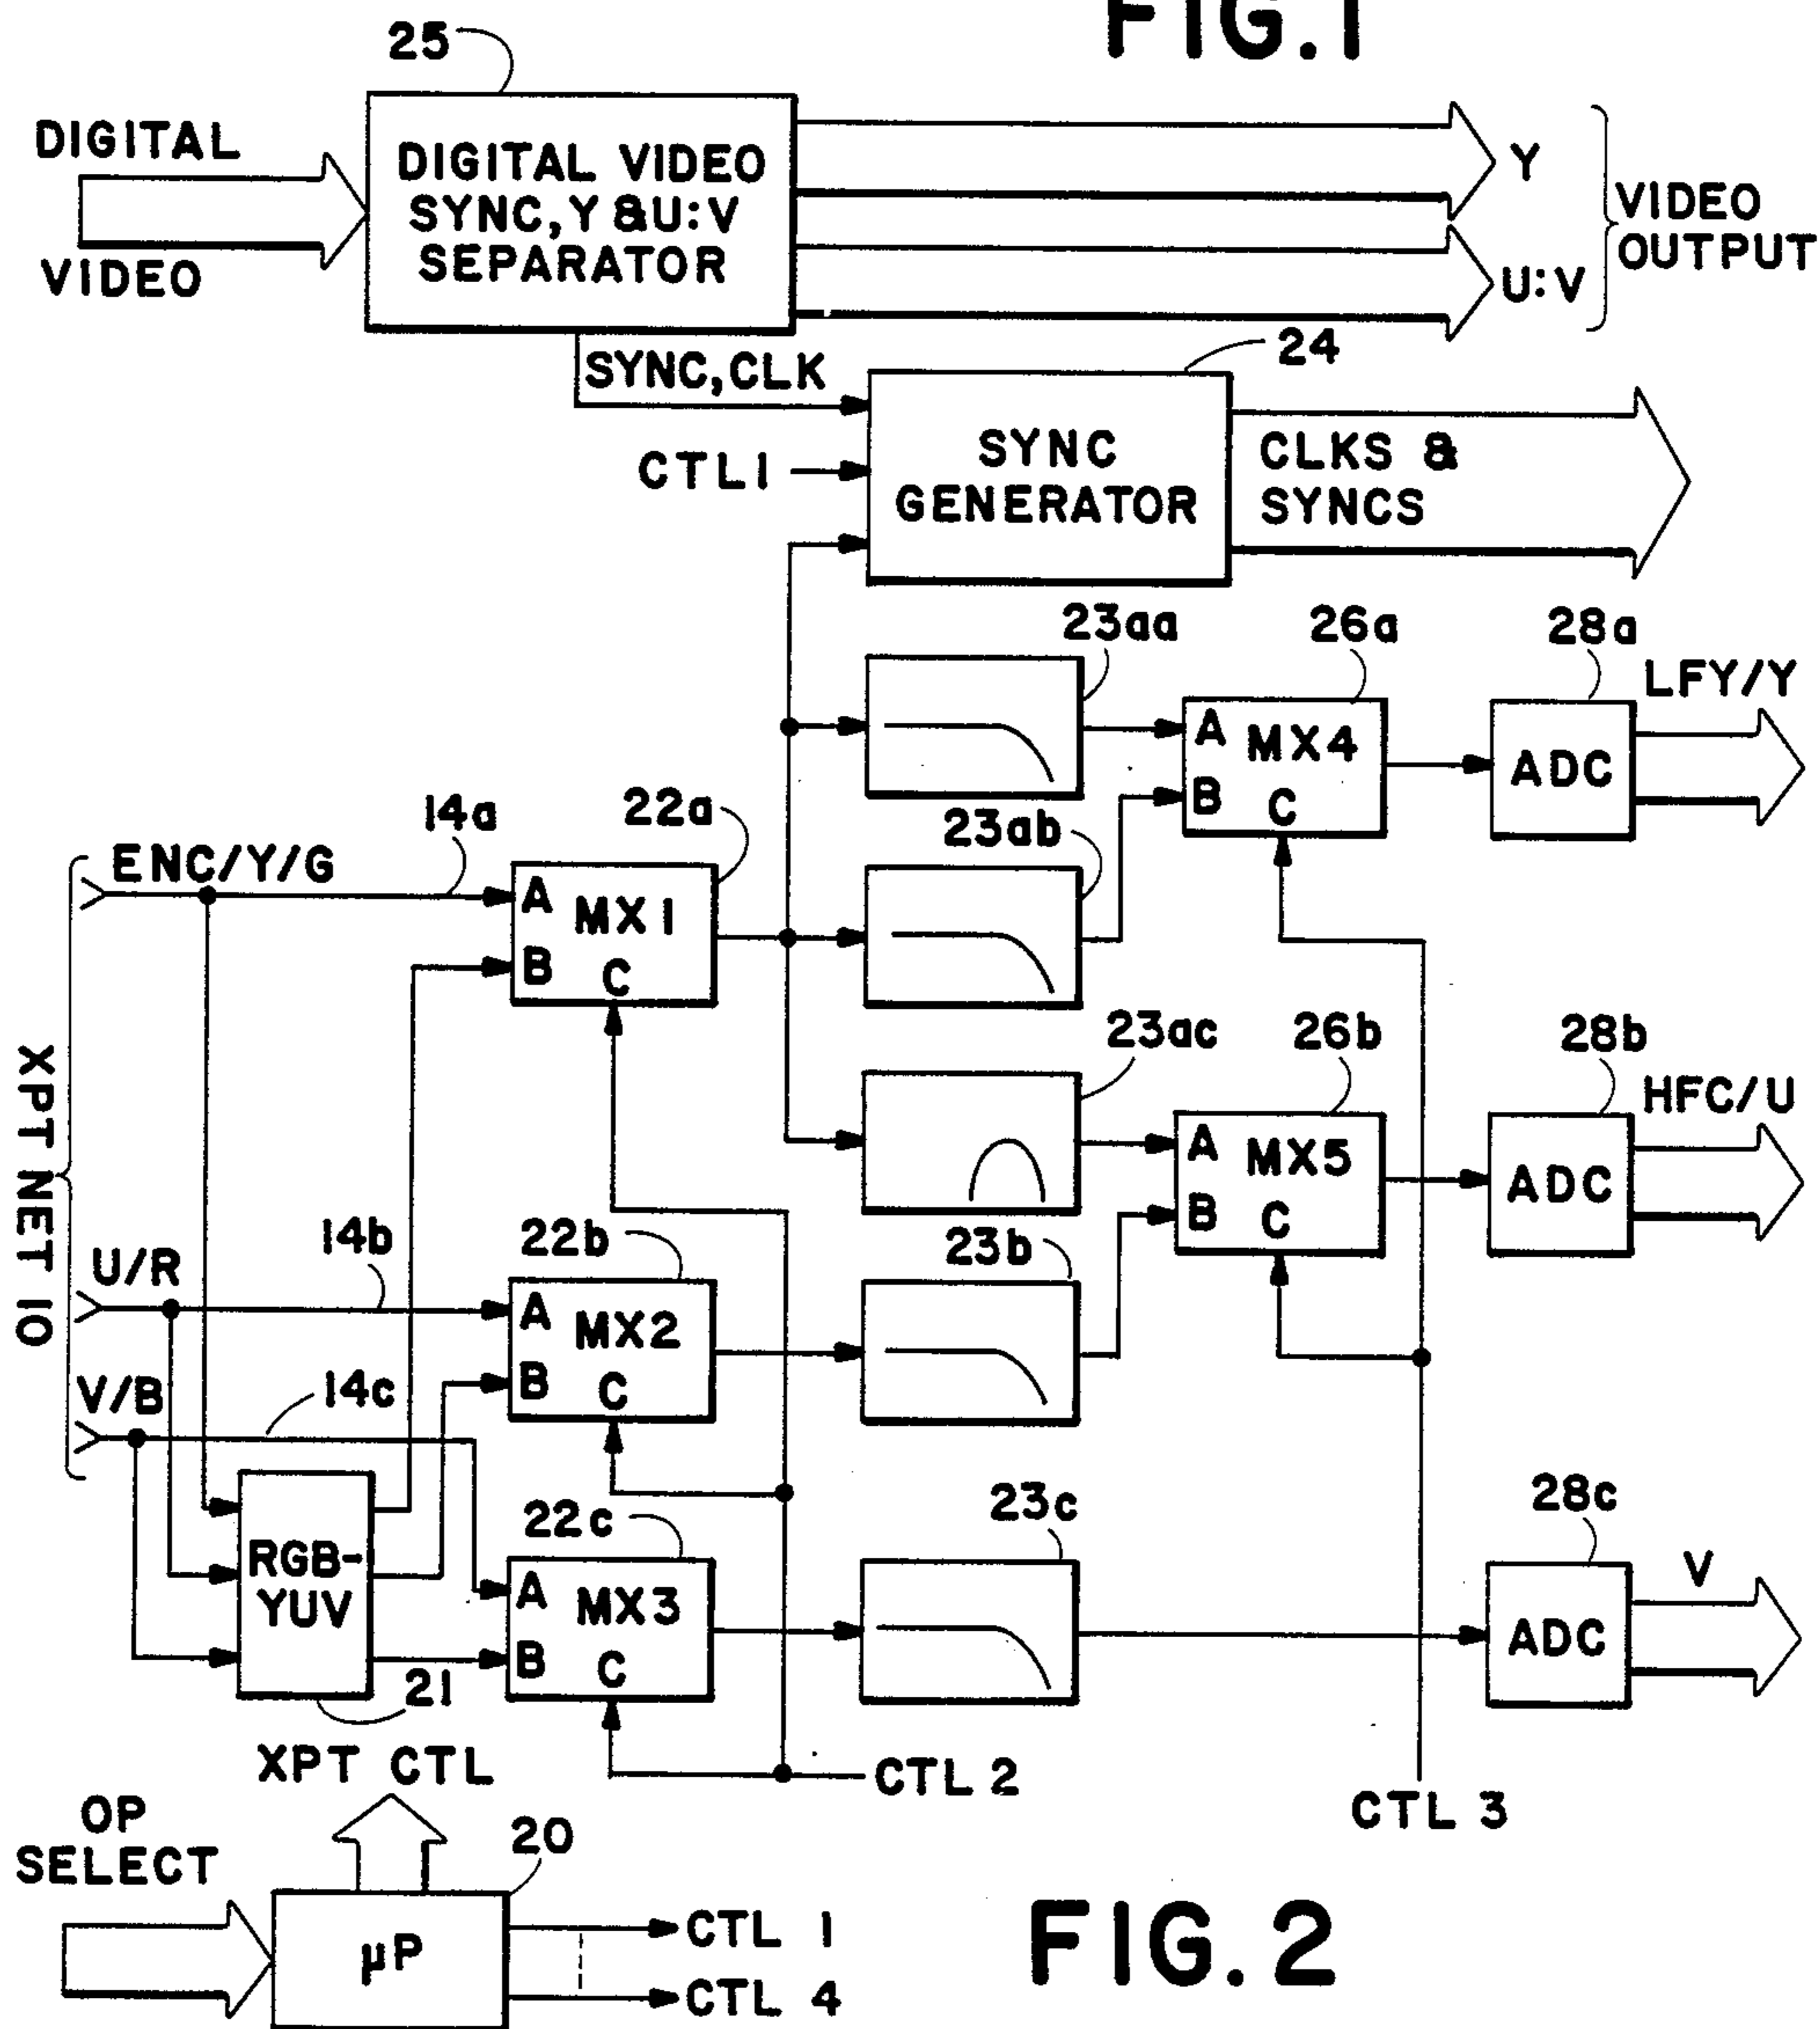 FIG.1
25
DIGITAL
VIDEO
DIGITAL VIDEO
SYNC, Y &U:V
SEPARATOR
Y
U:V
VIDEO
OUTPUT
SYNC,CLK
24
CTL1
SYNC
GENERATOR
CLKS &
SYNCS
23aa
26a
28a
LFY/Y
A
MX4
B
C
ADC
14a
22a
23ab
ENC/Y/G
A
MX1
B
C
23ac
26b
28b
HFC/U
A
MX5
B
C
ADC
XPT NET 10
14b
22b
23b
U/R
A
MX2
B
C
V/B
14c
22c
23c
28c
V
RGB-
YUV
A
MX3
B
C
ADC
21
XPT CTL
CTL 2
CTL 3
OP
SELECT
20
μP
CTL 1
CTL 4
FIG. 2